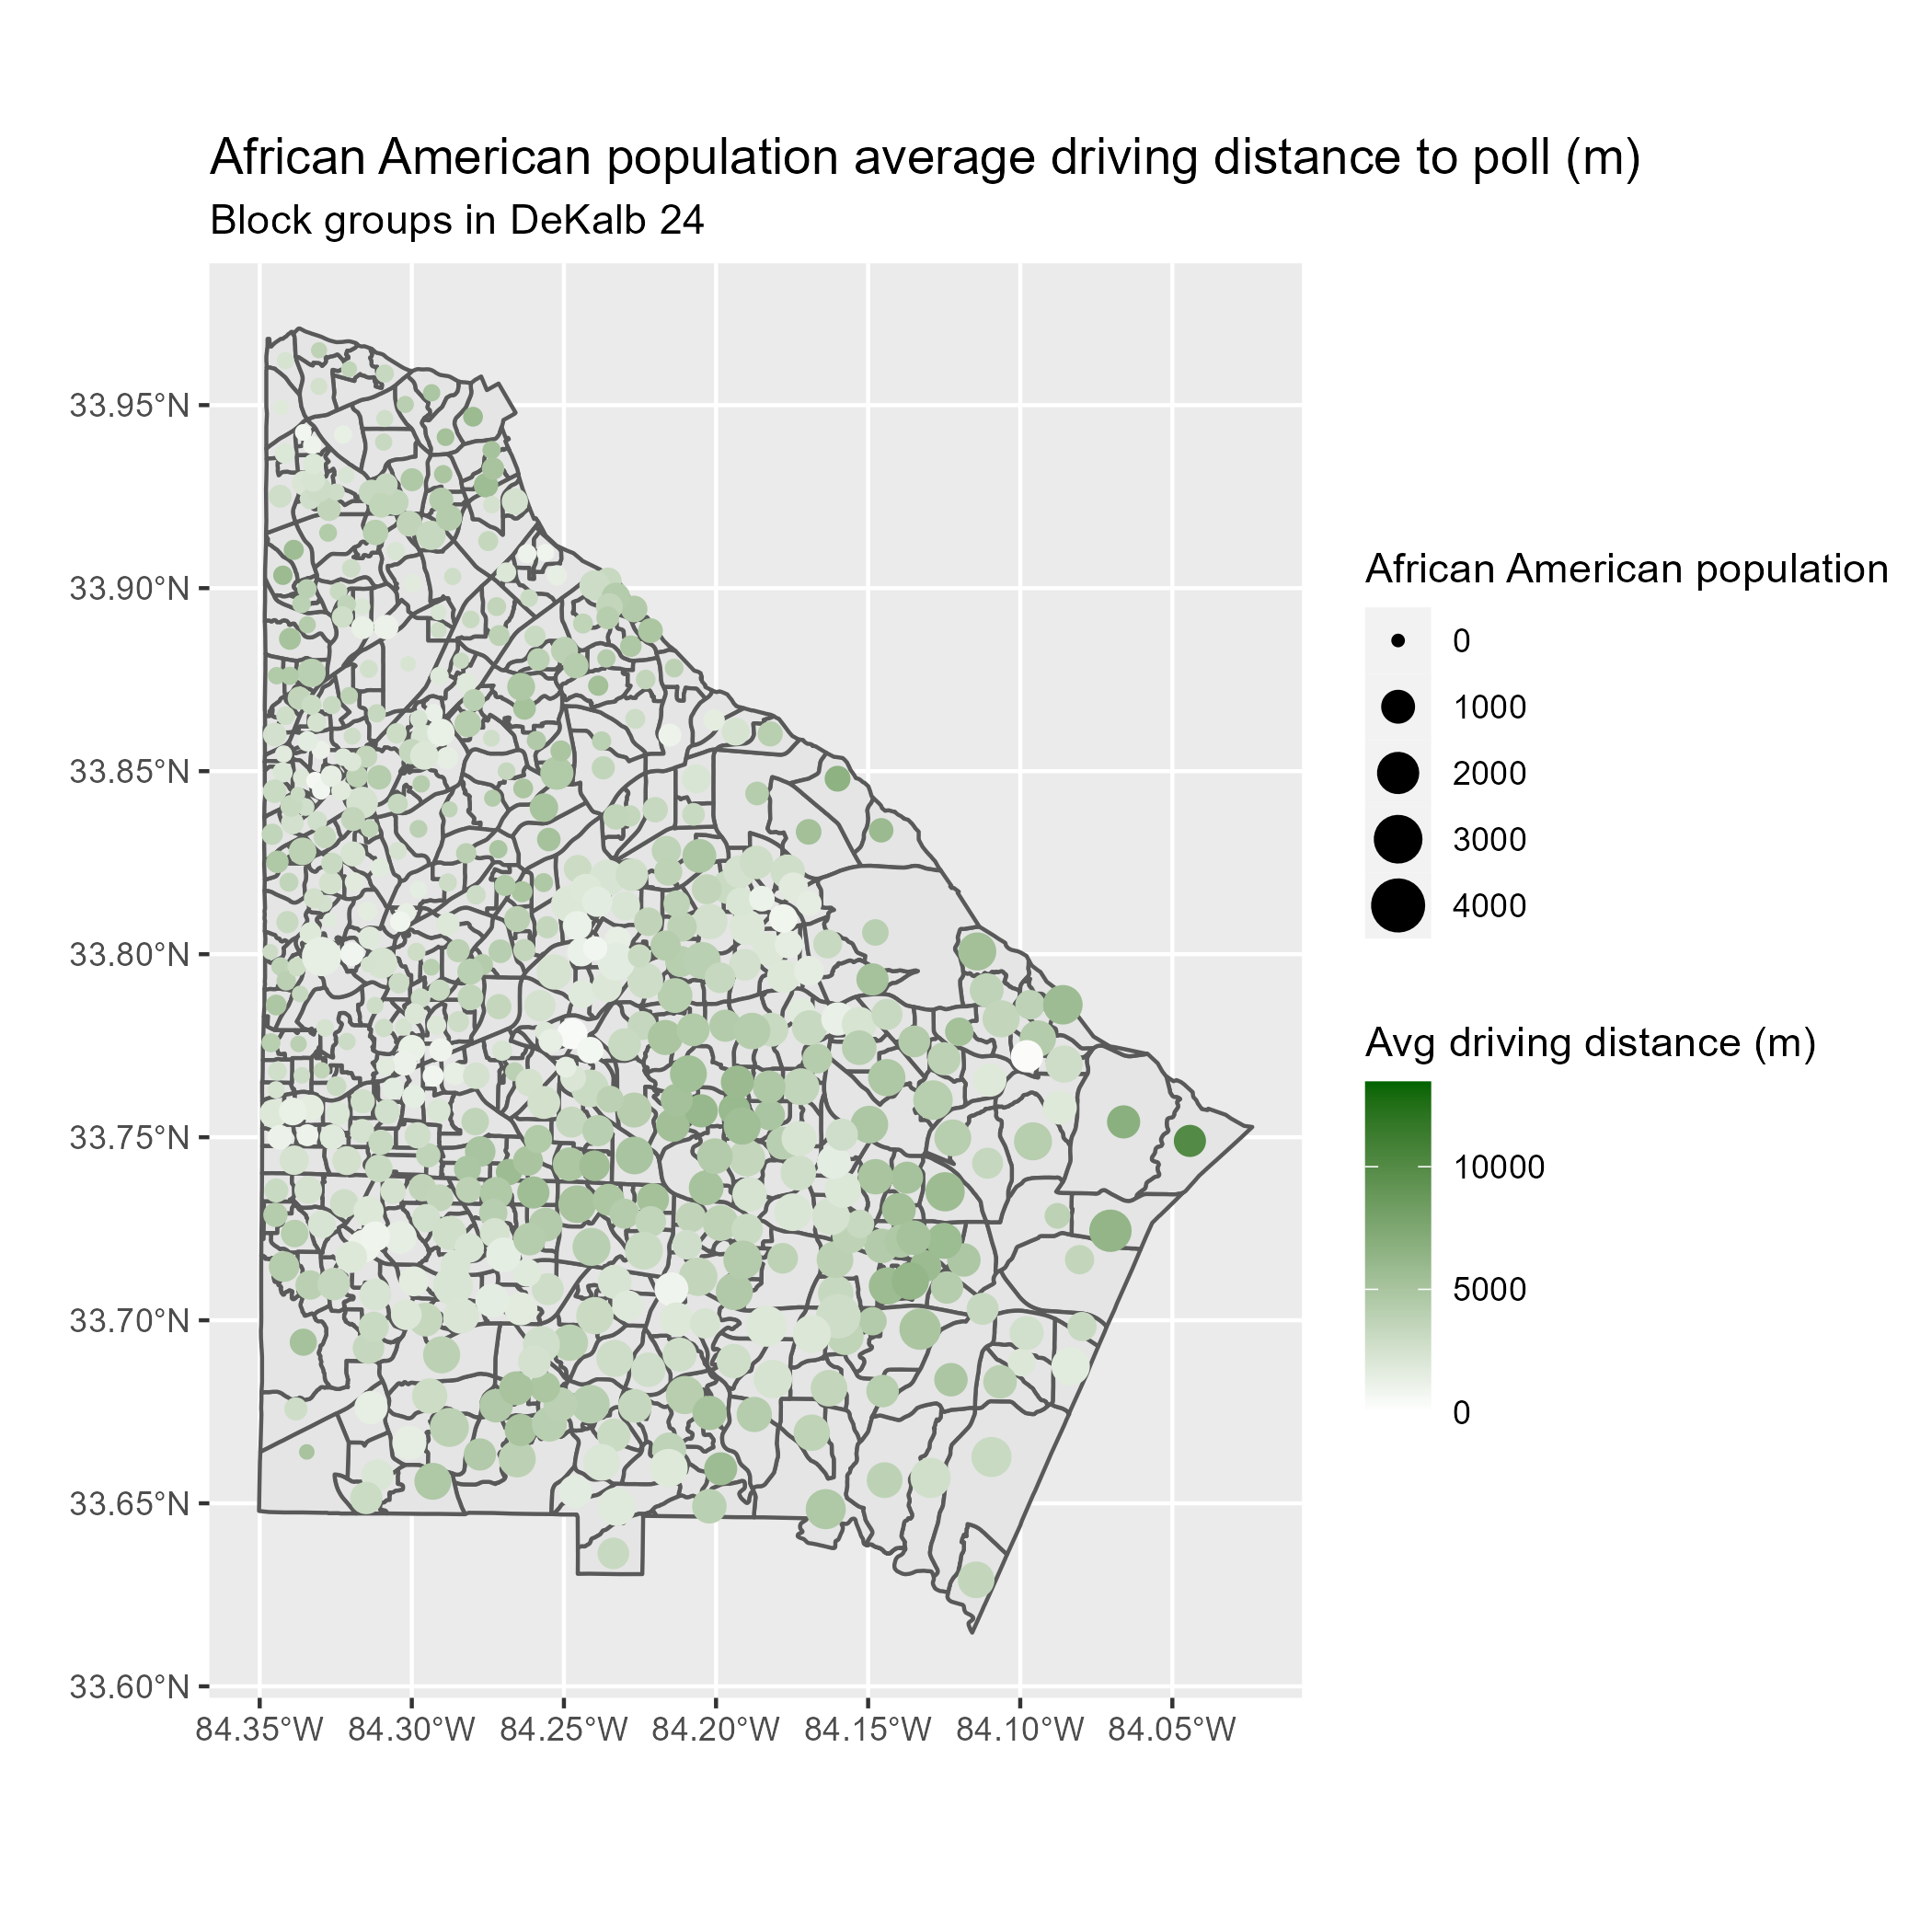 African American population average driving distance to poll (m)
Block groups in DeKalb 24
33.95°N
33.90°N
33.85°N
33.80°N
33.75°N
33.70°N
33.65°N
33.60°N
84.35°W 84.30°W 84.25°W 84.20°W 84.15°W 84.10°W 84.05°W
African American population
0
1000
2000
3000
4000
Avg driving distance (m)
10000
5000
0